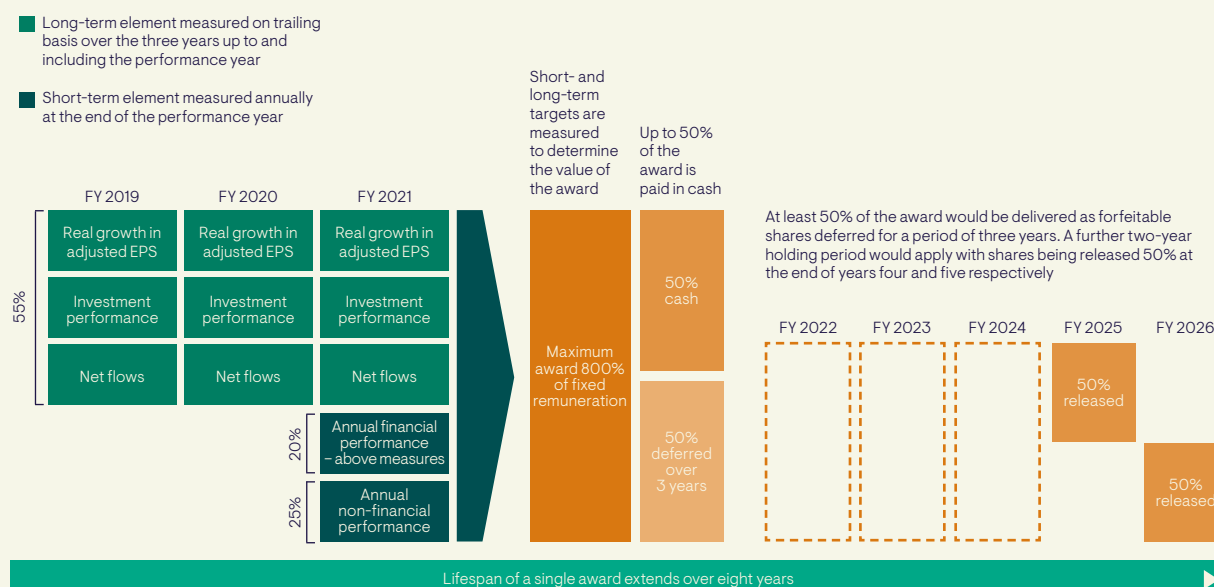 Long-term element measured on trailing
basis over the three years up to and
including the performance year
Short-term element measured annually
at the end of the performance year
Short- and
long-term
targets are
measured
to determine
the value of
the award
Up to 50%
of the
award is
paid in cash
FY 2019
FY 2020
FY 2021
55%
Real growth in
adjusted EPS
Real growth in
adjusted EPS
Real growth in
adjusted EPS
Investment
performance
Investment
performance
Investment
performance
Net flows
Net flows
Net flows
20%
Annual financial
performance
– above measures
25%
Annual
non-financial
performance
Maximum
award 800%
of fixed
remuneration
50%
cash
50%
deferred
over
3 years
At least 50% of the award would be delivered as forfeitable
shares deferred for a period of three years. A further two-year
holding period would apply with shares being released 50% at
the end of years four and five respectively
FY 2022
FY 2023
FY 2024
FY 2025
FY 2026
50%
released
50%
released
Lifespan of a single award extends over eight years